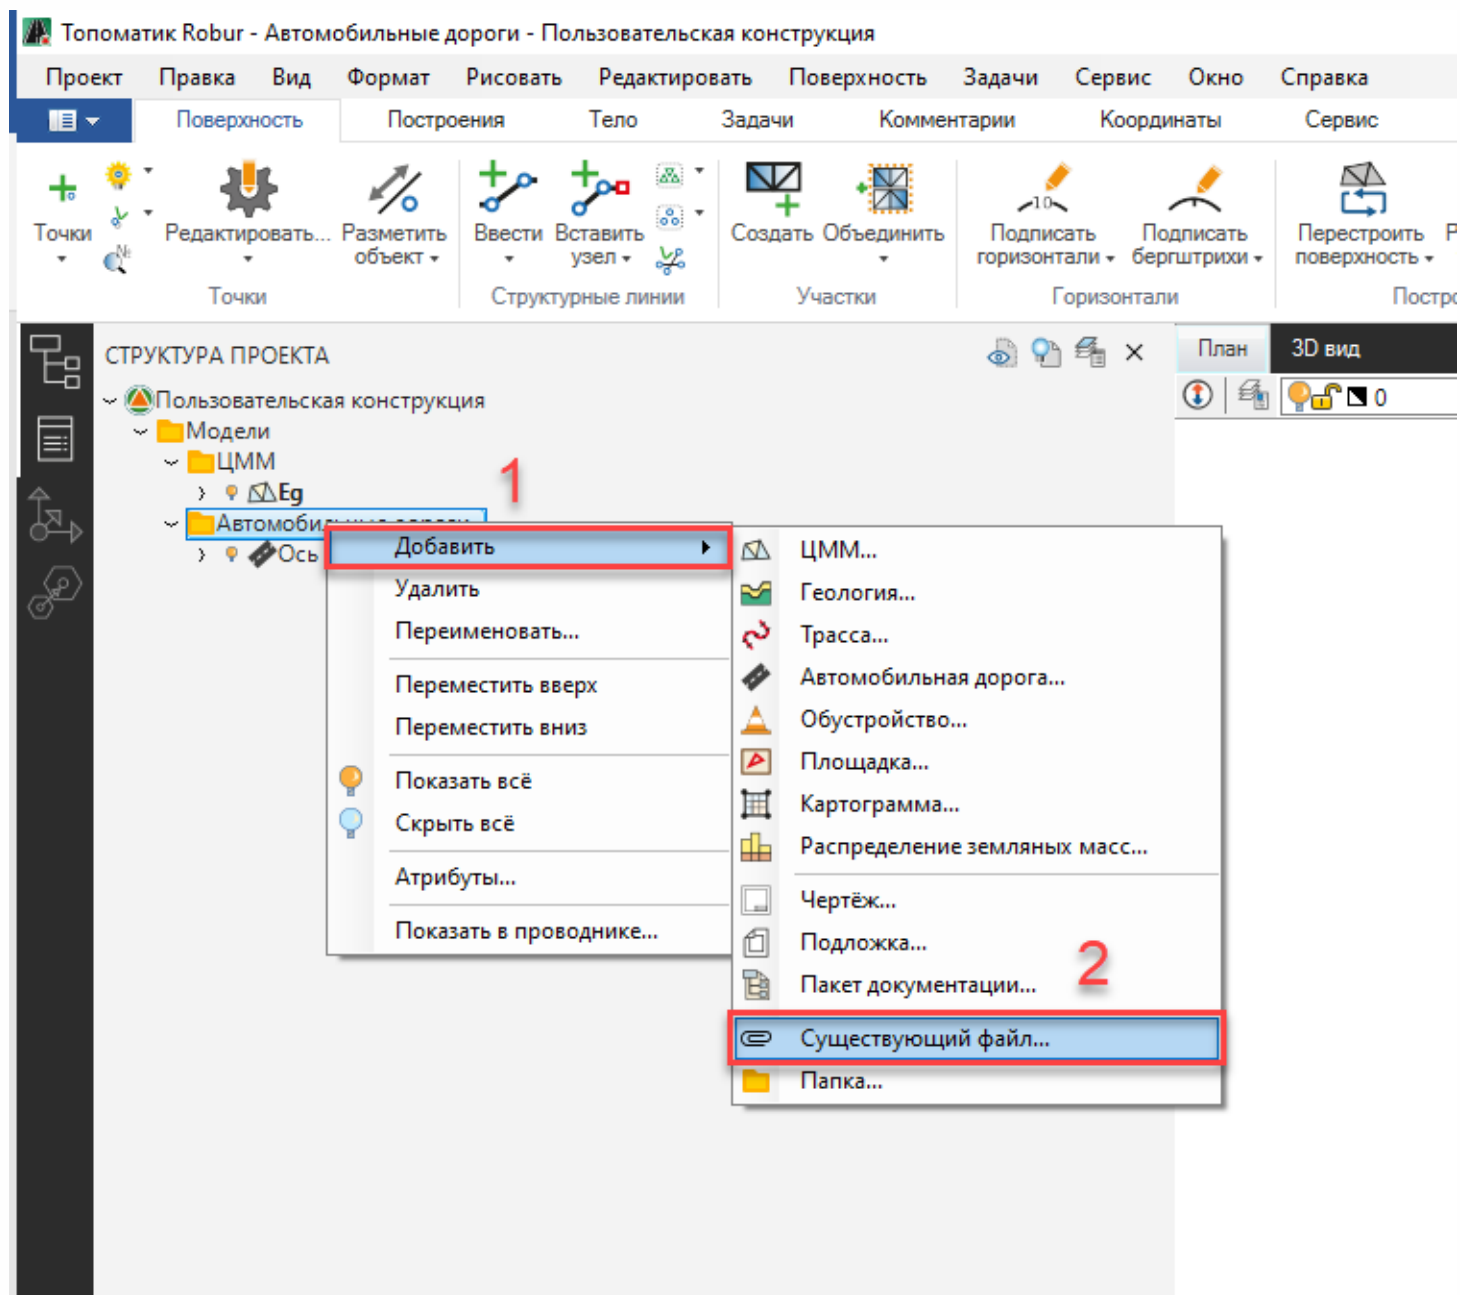 Топоматик Robur - Автомобильные дороги - Пользовательская конструкция
Проект Правка Вид Формат Рисовать Редактировать Поверхность Задачи Сервис Окно Справка
Поверхность Построения Тело Задачи Комментарии Координаты Сервис
Точки Редактировать... Разметить объект Ввести Вставить узел Создать Объединить Подписать горизонтали Подписать бергштрихи Перестроить поверхность
Точки Структурные линии Участки Горизонтали
СТРУКТУРА ПРОЕКТА
План 3D вид
0
Пользовательская конструкция
Модели
ЦММ
Eg
1
Ось
Добавить
Удалить
Переименовать...
Переместить вверх
Переместить вниз
Показать всё
Скрыть всё
Атрибуты...
Показать в проводнике...
ЦММ...
Геология...
Трасса...
Автомобильная дорога...
Обустройство...
Площадка...
Картограмма...
Распределение земляных масс...
Чертёж...
Подложка...
Пакет документации...
2
Существующий файл...
Папка...